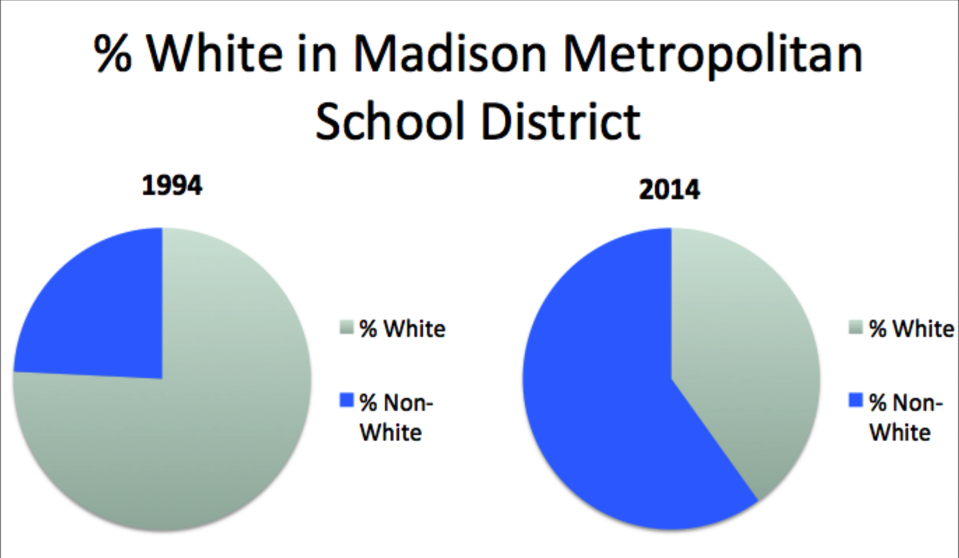 % White in Madison Metropolitan
School District
1994
% White
% Non-
White
2014
% White
% Non-
White